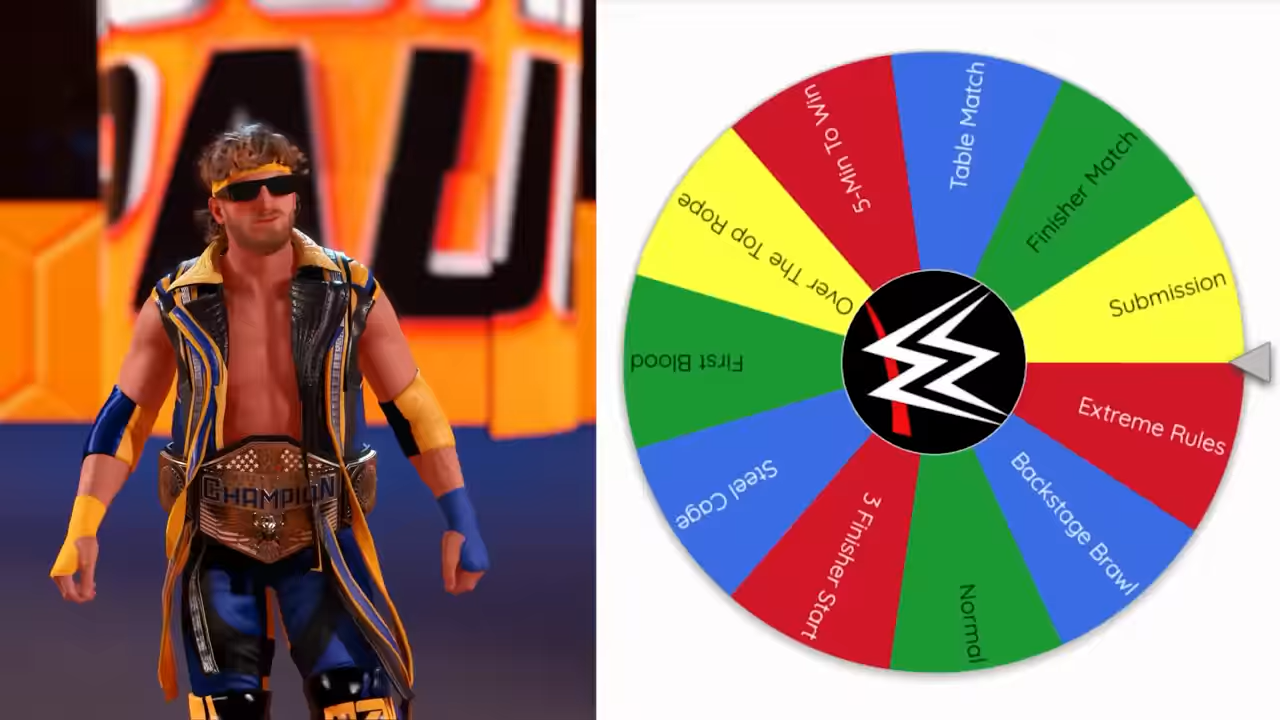 AU
CHAMPION
Table Match
Finisher Match
Submission
Extreme Rules
Backstage Brawl
Normal
3 Finisher Start
Steel Cage
First Blood
Over The Top Rope
5-Min To Win
W